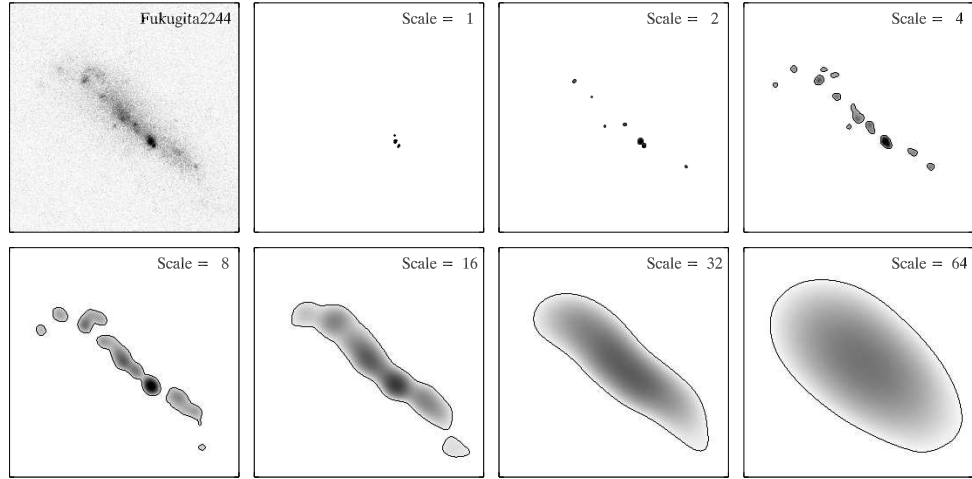 Fukugita2244
Scale = 1
Scale = 2
Scale = 4
Scale = 8
Scale = 16
Scale = 32
Scale = 64